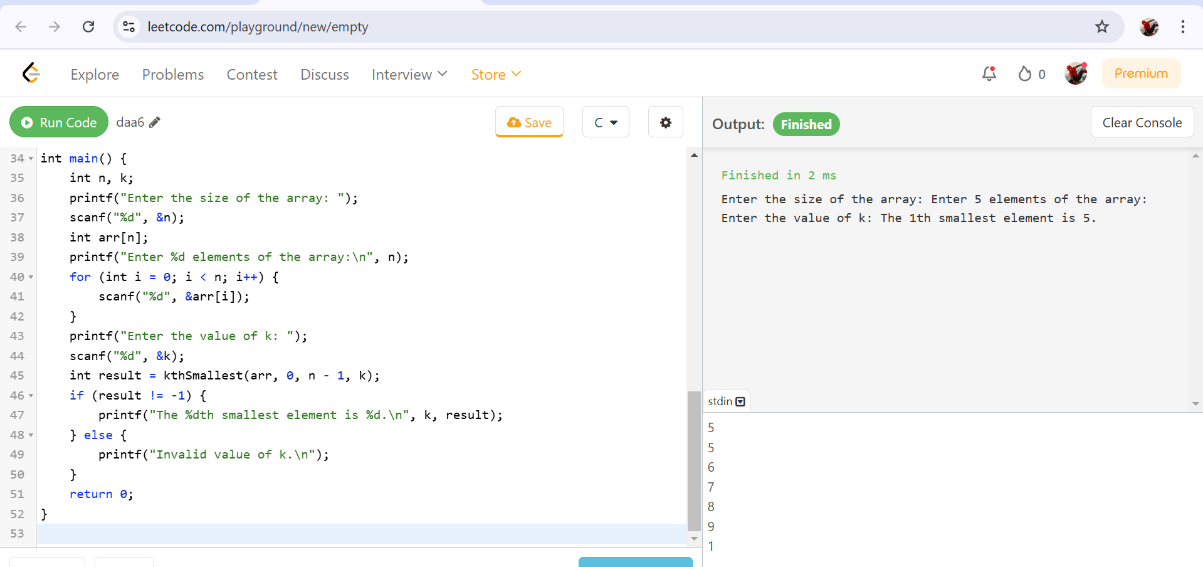 leetcode.com/playground/new/empty
Explore Problems Contest Discuss Interview Store 0 Premium
Run Code daa6 Save C
34 int main() {
35 int n, k;
36 printf("Enter the size of the array: ");
37 scanf("%d", &n);
38 int arr[n];
39 printf("Enter %d elements of the array:\n", n);
40 for (int i = 0; i < n; i++) {
41 scanf("%d", &arr[i]);
42 }
43 printf("Enter the value of k: ");
44 scanf("%d", &k);
45 int result = kthSmallest(arr, 0, n - 1, k);
46 if (result != -1) {
47 printf("The %dth smallest element is %d.\n", k, result);
48 } else {
49 printf("Invalid value of k.\n");
50 }
51 return 0;
52 }
53
Output: Finished Clear Console
Finished in 2 ms
Enter the size of the array: Enter 5 elements of the array:
Enter the value of k: The 1th smallest element is 5.
stdin
5
5
6
7
8
9
1